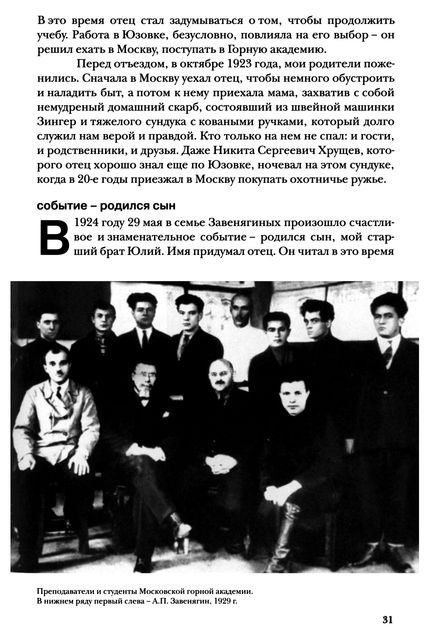 В это время отец стал задумываться о том, чтобы продолжить
учебу. Работа в Юзовке, безусловно, повлияла на его выбор – он
решил ехать в Москву, поступать в Горную академию.
Перед отъездом, в октябре 1923 года, мои родители поже-
нились. Сначала в Москву уехал отец, чтобы немного обустроить
и наладить быт, а потом к нему приехала мама, захватив с собой
немудреный домашний скарб, состоявший из швейной машинки
Зингер и тяжелого сундука с коваными ручками, который долго
служил нам верой и правдой. Кто только на нем не спал: и гости,
и родственники, и друзья. Даже Никита Сергеевич Хрущев, кото-
рого отец хорошо знал еще по Юзовке, ночевал на этом сундуке,
когда в 20-е годы приезжал в Москву покупать охотничье ружье.
событие – родился сын
В 1924 году 29 мая в семье Завенягиных произошло счастли-
вое и знаменательное событие – родился сын, мой стар-
ший брат Юлий. Имя придумал отец. Он читал в это время
Преподаватели и студенты Московской горной академии.
В нижнем ряду первый слева – А.П. Завенягин, 1929 г.
31